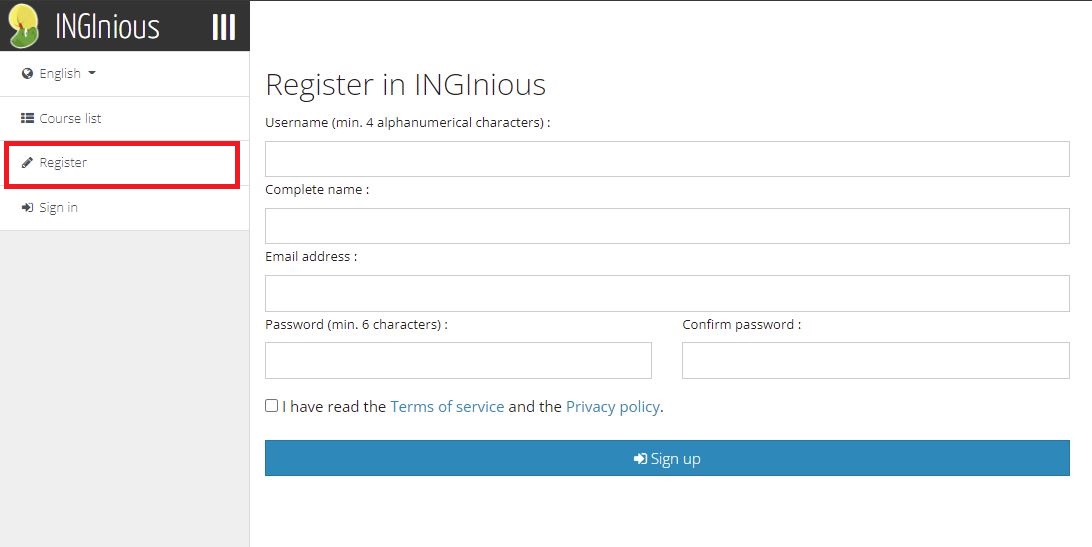 INGInious
English
Course list
Register
Sign in
Register in INGInious
Username (min. 4 alphanumerical characters) :
Complete name :
Email address :
Password (min. 6 characters) :
Confirm password :
I have read the Terms of service and the Privacy policy.
Sign up